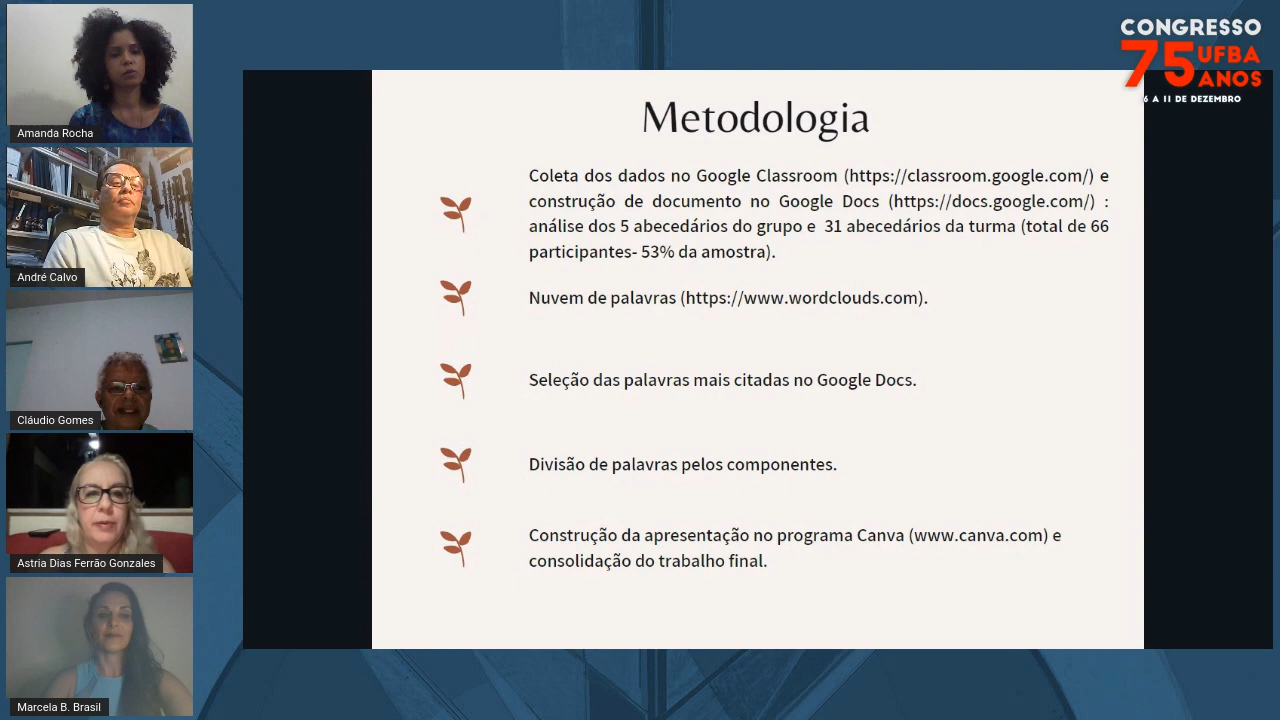 CONGRESSO
75 UFBA
ANOS
6 A 11 DE DEZEMBRO
Amanda Rocha
André Calvo
Cláudio Gomes
Astria Dias Ferrão Gonzales
Marcela B. Brasil
Metodologia
Coleta dos dados no Google Classroom (https://classroom.google.com/) e
construção de documento no Google Docs (https://docs.google.com/) :
análise dos 5 abecedários do grupo e 31 abecedários da turma (total de 66
participantes- 53% da amostra).
Nuvem de palavras (https://www.wordclouds.com).
Seleção das palavras mais citadas no Google Docs.
Divisão de palavras pelos componentes.
Construção da apresentação no programa Canva (www.canva.com) e
consolidação do trabalho final.